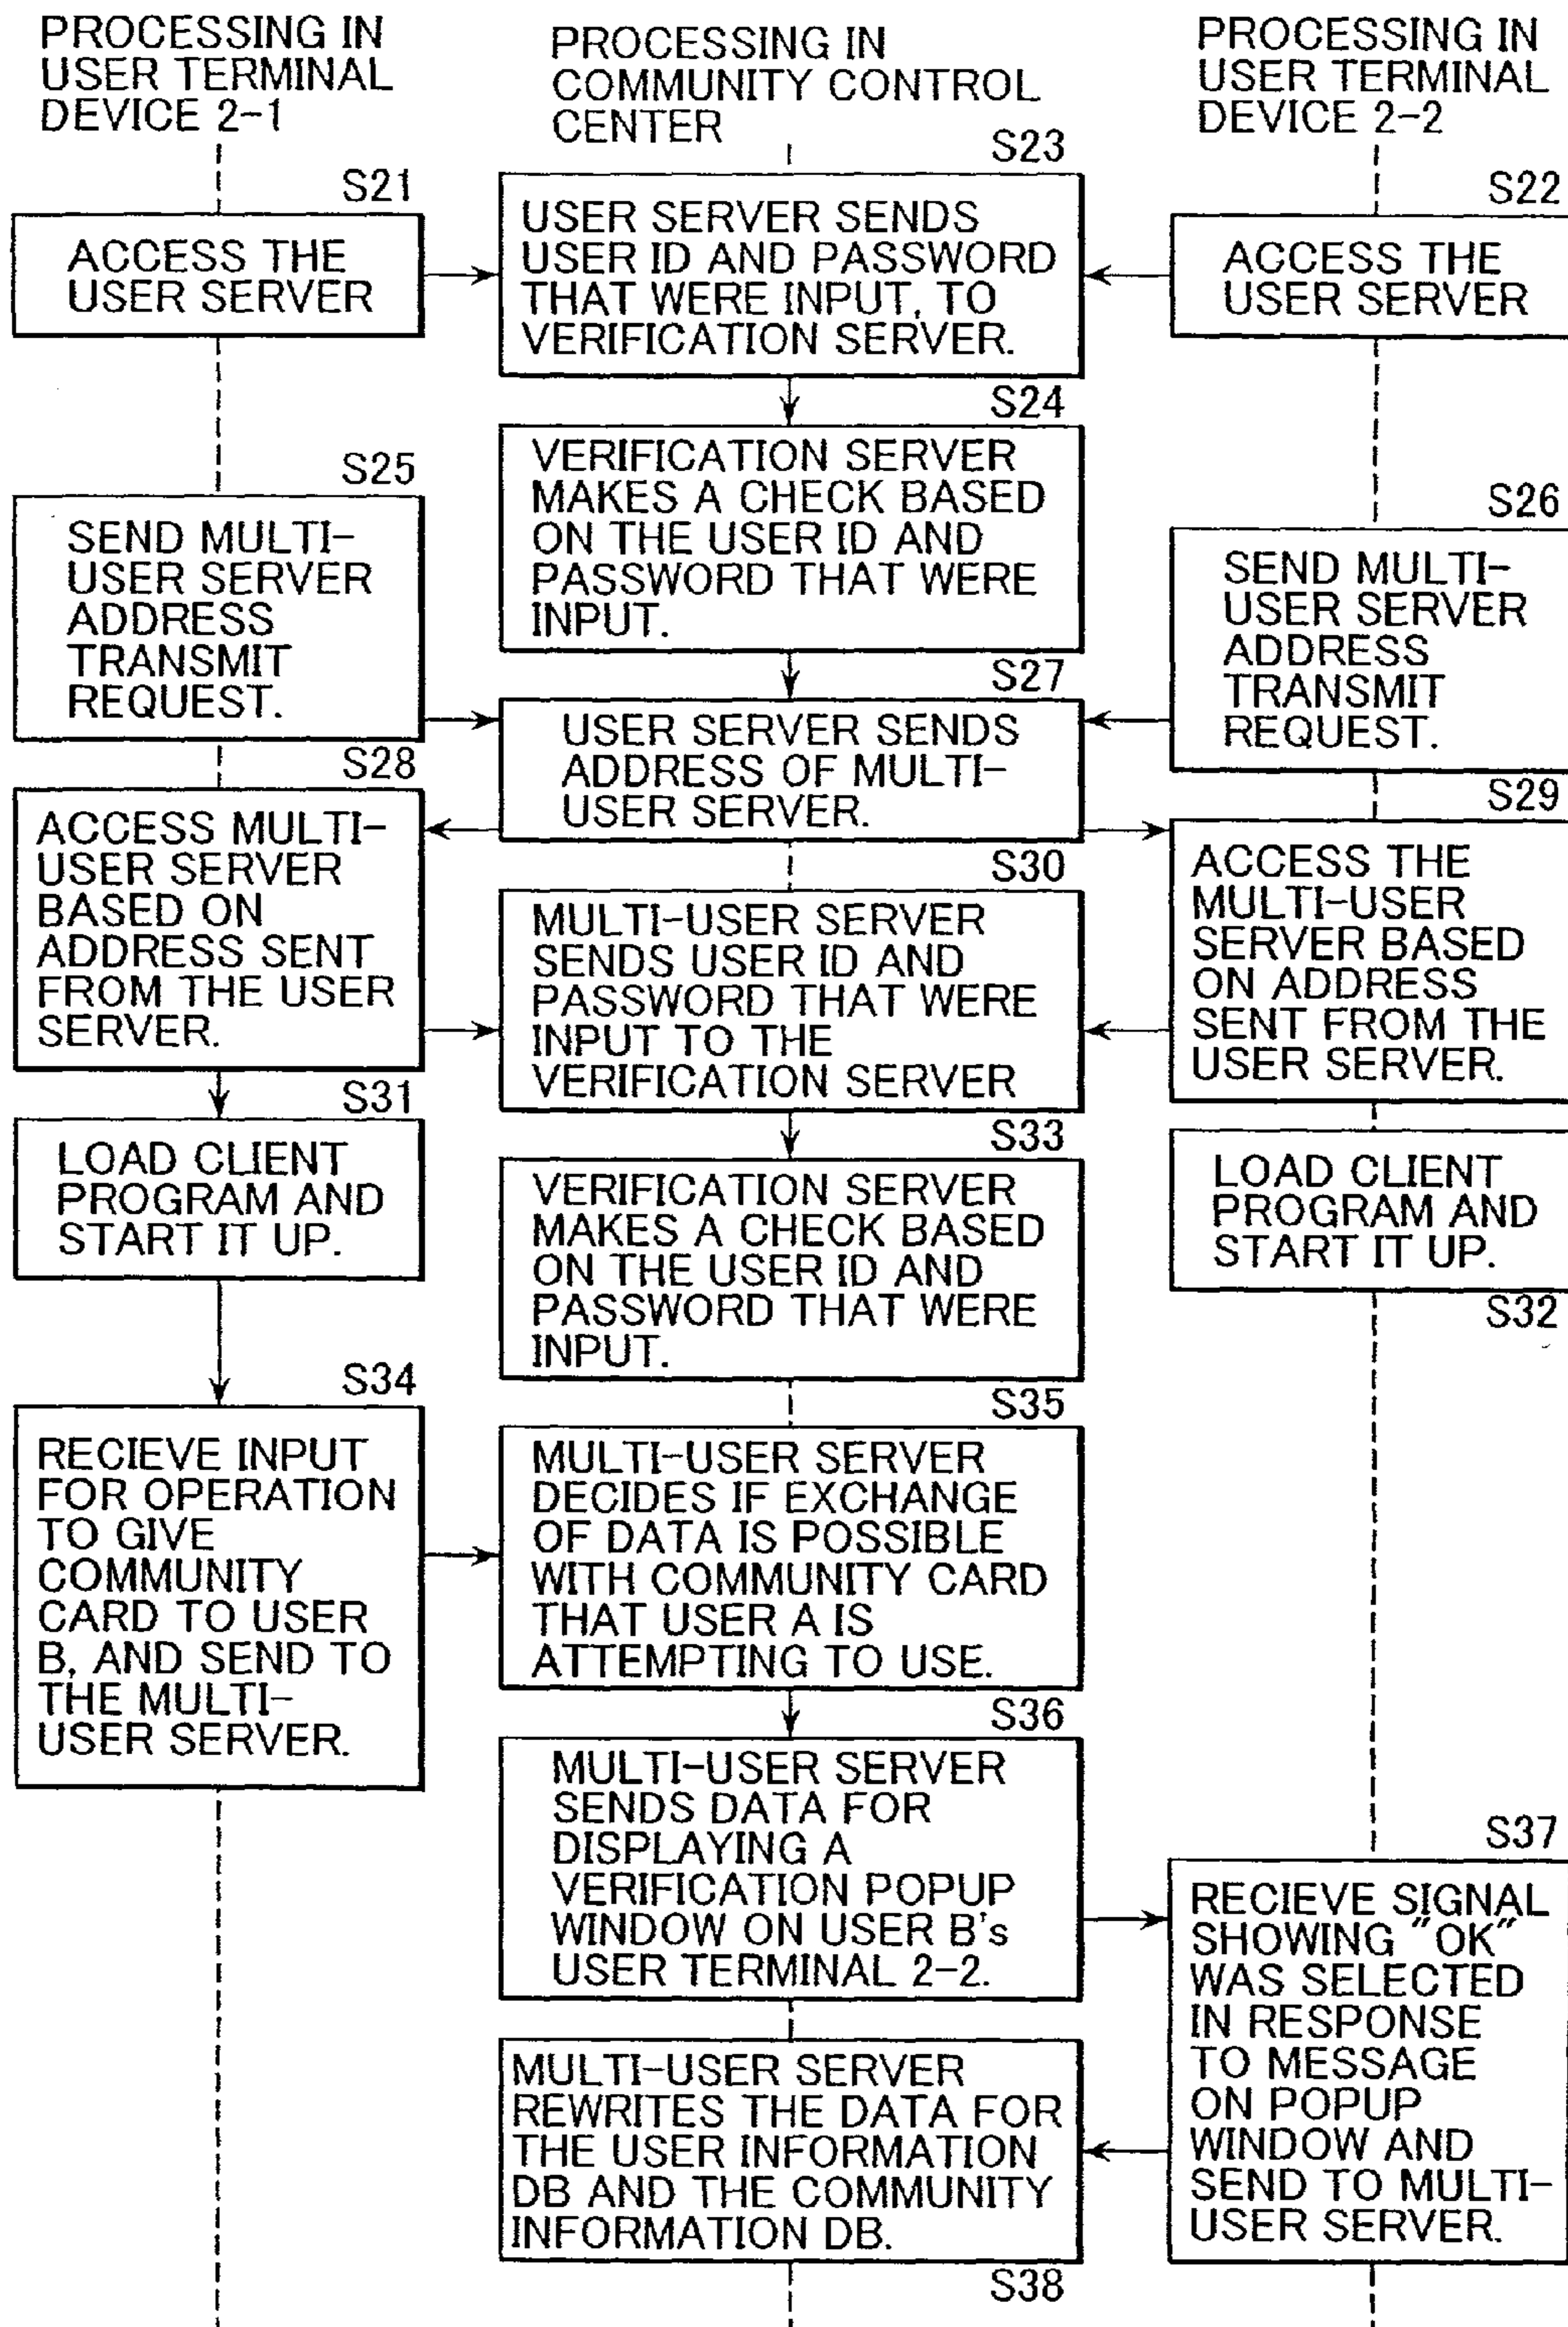 PROCESSING IN
USER TERMINAL
DEVICE 2-1
PROCESSING IN
COMMUNITY CONTROL
CENTER
PROCESSING IN
USER TERMINAL
DEVICE 2-2
S21
ACCESS THE
USER SERVER
S23
USER SERVER SENDS
USER ID AND PASSWORD
THAT WERE INPUT, TO
VERIFICATION SERVER.
S22
ACCESS THE
USER SERVER
S24
VERIFICATION SERVER
MAKES A CHECK BASED
ON THE USER ID AND
PASSWORD THAT WERE
INPUT.
S25
SEND MULTI-
USER SERVER
ADDRESS
TRANSMIT
REQUEST.
S26
SEND MULTI-
USER SERVER
ADDRESS
TRANSMIT
REQUEST.
S27
USER SERVER SENDS
ADDRESS OF MULTI-
USER SERVER.
S28
ACCESS MULTI-
USER SERVER
BASED ON
ADDRESS SENT
FROM THE USER
SERVER.
S29
ACCESS THE
MULTI-USER
SERVER BASED
ON ADDRESS
SENT FROM THE
USER SERVER.
S30
MULTI-USER SERVER
SENDS USER ID AND
PASSWORD THAT WERE
INPUT TO THE
VERIFICATION SERVER
S31
LOAD CLIENT
PROGRAM AND
START IT UP.
S33
VERIFICATION SERVER
MAKES A CHECK BASED
ON THE USER ID AND
PASSWORD THAT WERE
INPUT.
LOAD CLIENT
PROGRAM AND
START IT UP.
S32
S34
RECIEVE INPUT
FOR OPERATION
TO GIVE
COMMUNITY
CARD TO USER
B, AND SEND TO
THE MULTI-
USER SERVER.
S35
MULTI-USER SERVER
DECIDES IF EXCHANGE
OF DATA IS POSSIBLE
WITH COMMUNITY CARD
THAT USER A IS
ATTEMPTING TO USE.
S36
MULTI-USER SERVER
SENDS DATA FOR
DISPLAYING A
VERIFICATION POPUP
WINDOW ON USER B's
USER TERMINAL 2-2.
S37
RECIEVE SIGNAL
SHOWING "OK"
WAS SELECTED
IN RESPONSE
TO MESSAGE
ON POPUP
WINDOW AND
SEND TO MULTI-
USER SERVER.
MULTI-USER SERVER
REWRITES THE DATA FOR
THE USER INFORMATION
DB AND THE COMMUNITY
INFORMATION DB.
S38